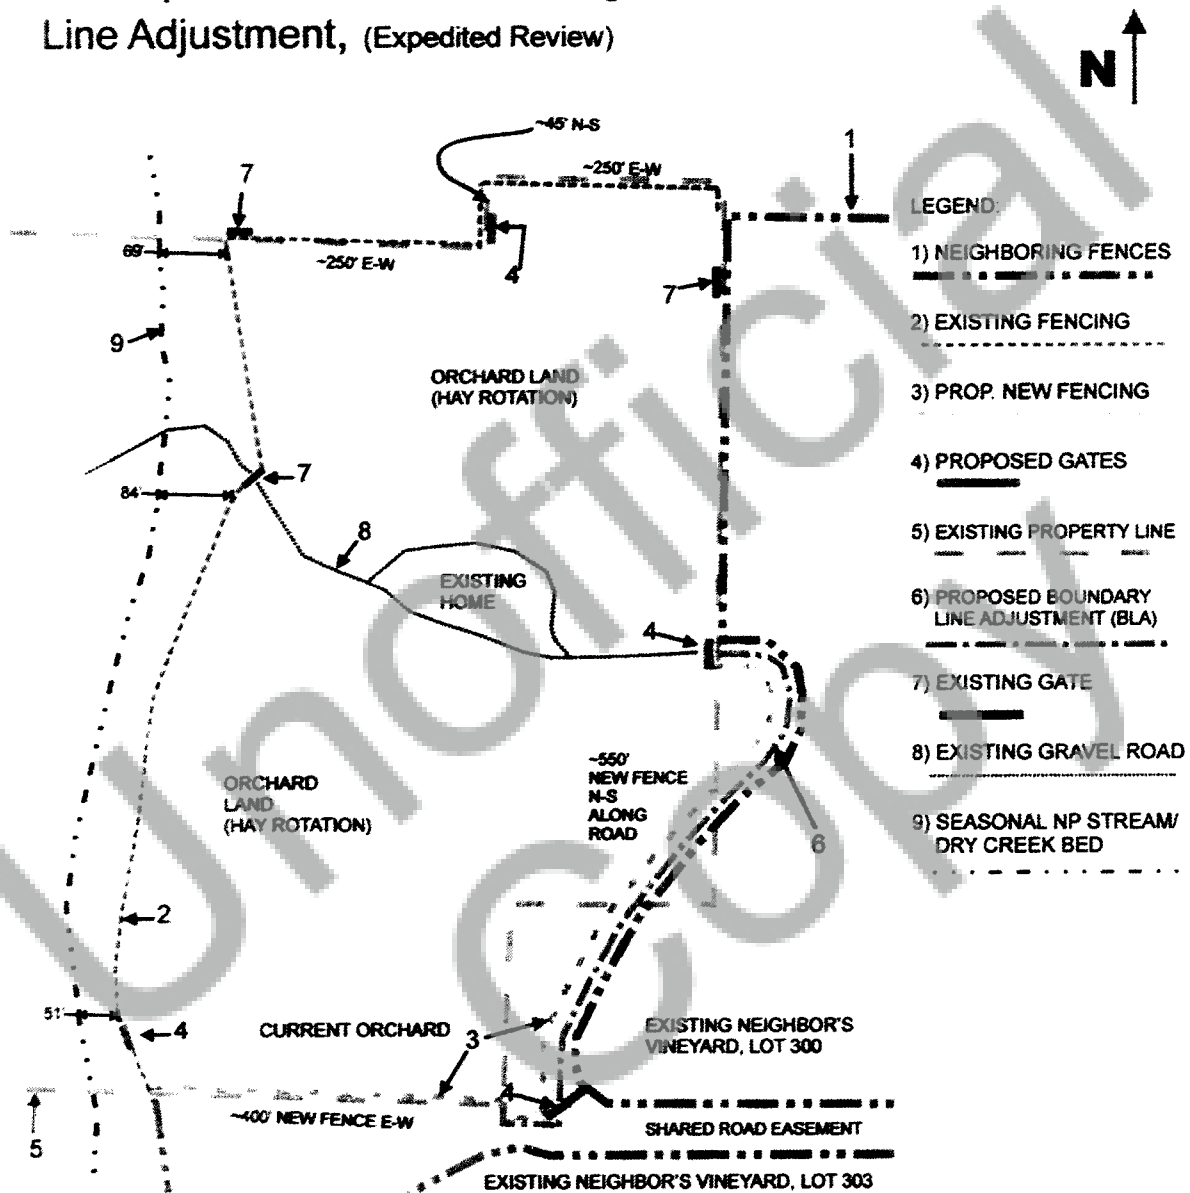 Line Adjustment, (Expedited Review)
N
~45' N-S
~250' E-W
1
7
69'
~250' E-W
4
7
9
ORCHARD LAND
(HAY ROTATION)
7
84'
8
EXISTING
HOME
4
ORCHARD
LAND
(HAY ROTATION)
~550'
NEW FENCE
N-S
ALONG
ROAD
6
2
51'
4
CURRENT ORCHARD
3
EXISTING NEIGHBOR'S
VINEYARD, LOT 300
4
~400' NEW FENCE E-W
5
SHARED ROAD EASEMENT
EXISTING NEIGHBOR'S VINEYARD, LOT 303
LEGEND:
1) NEIGHBORING FENCES
2) EXISTING FENCING
3) PROP. NEW FENCING
4) PROPOSED GATES
5) EXISTING PROPERTY LINE
6) PROPOSED BOUNDARY
LINE ADJUSTMENT (BLA)
7) EXISTING GATE
8) EXISTING GRAVEL ROAD
9) SEASONAL NP STREAM/
DRY CREEK BED
Unofficial
Copy